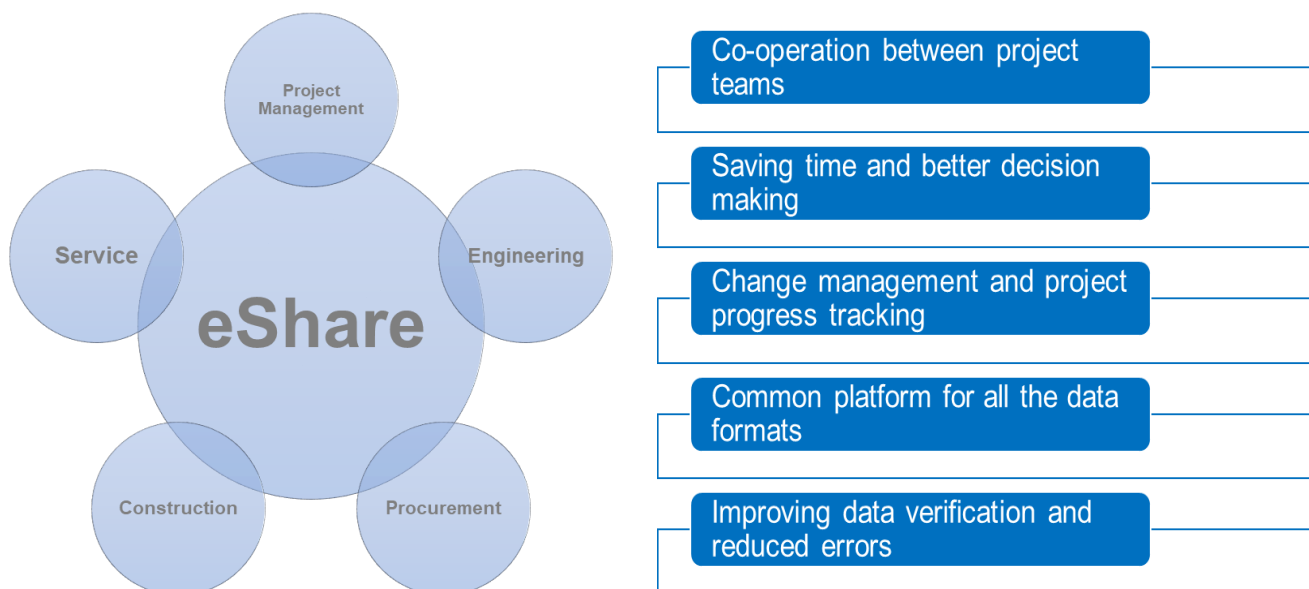 Project
Management
Service
Engineering
eShare
Construction
Procurement
Co-operation between project
teams
Saving time and better decision
making
Change management and project
progress tracking
Common platform for all the data
formats
Improving data verification and
reduced errors